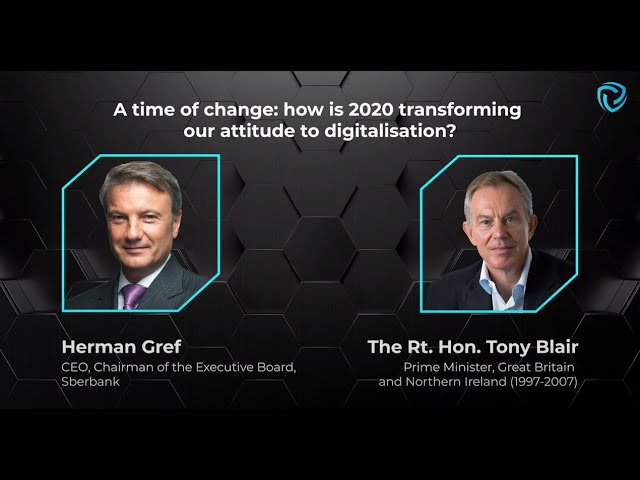 A time of change: how is 2020 transforming
our attitude to digitalisation?
Herman Gref
CEO, Chairman of the Executive Board,
Sberbank
The Rt. Hon. Tony Blair
Prime Minister, Great Britain
and Northern Ireland (1997-2007)